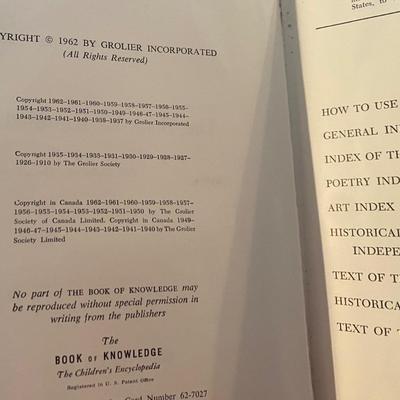 COPYRIGHT © 1962 BY GROLIER INCORPORATED
(All Rights Reserved)
Copyright 1962–1961–1960–1959–1958–1957–1956–1955–
1954–1953–1952–1951–1950–1949–1946–47–1945–1944–
1943–1942–1941–1940–1938–1937 by Grolier Incorporated
Copyright 1935–1934–1933–1931–1930–1929–1928–1927–
1926–1910 by The Grolier Society
Copyright in Canada 1962–1961–1960–1959–1958–1957–
1956–1955–1954–1953–1952–1951–1950 by The Grolier
Society of Canada Limited. Copyright in Canada 1949–
1946–47–1945–1944–1943–1942–1941–1940 by The Grolier
Society Limited
No part of THE BOOK OF KNOWLEDGE may
be reproduced without special permission in
writing from the publishers
The
BOOK OF KNOWLEDGE
The Children's Encyclopedia
Registered in U. S. Patent Office
Card Number 62-7027
States, to
HOW TO USE
GENERAL IN
INDEX OF TH
POETRY IND
ART INDEX
HISTORICAL
INDEPE
TEXT OF T
HISTORICA
TEXT OF